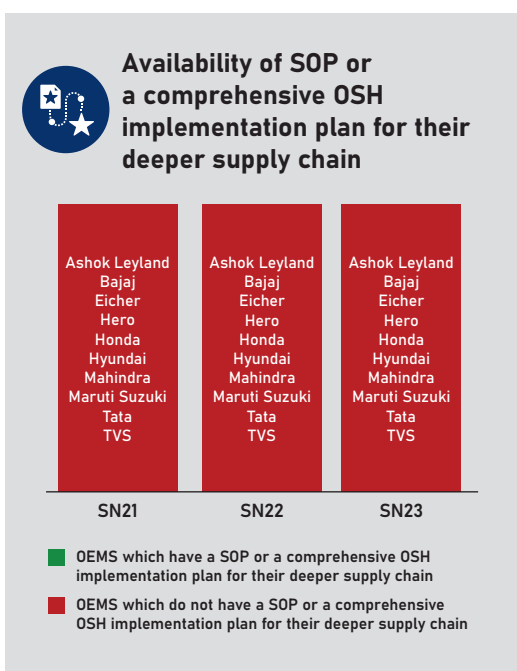 Availability of SOP or
a comprehensive OSH
implementation plan for their
deeper supply chain
Ashok Leyland
Bajaj
Eicher
Hero
Honda
Hyundai
Mahindra
Maruti Suzuki
Tata
TVS
Ashok Leyland
Bajaj
Eicher
Hero
Honda
Hyundai
Mahindra
Maruti Suzuki
Tata
TVS
Ashok Leyland
Bajaj
Eicher
Hero
Honda
Hyundai
Mahindra
Maruti Suzuki
Tata
TVS
SN21 SN22 SN23
OEMS which have a SOP or a comprehensive OSH
implementation plan for their deeper supply chain
OEMS which do not have a SOP or a comprehensive
OSH implementation plan for their deeper supply chain